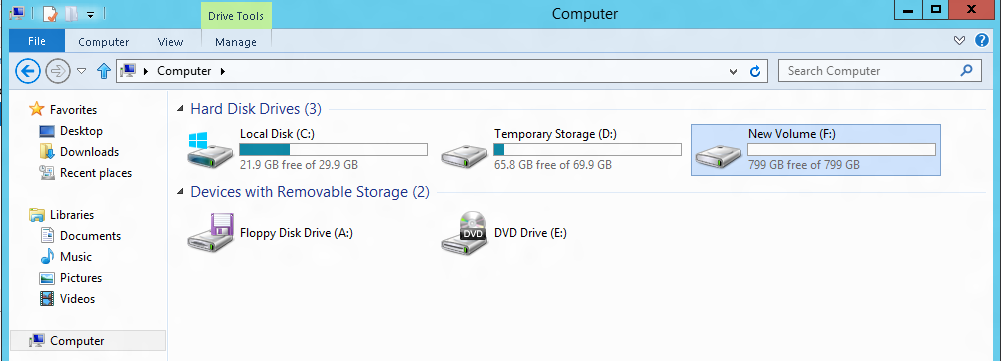 Drive Tools
Computer
File
Computer
View
Manage
Computer
Search Computer
Favorites
Desktop
Downloads
Recent places
Libraries
Documents
Music
Pictures
Videos
Computer
Hard Disk Drives (3)
Local Disk (C:)
21.9 GB free of 29.9 GB
Temporary Storage (D:)
65.8 GB free of 69.9 GB
New Volume (F:)
799 GB free of 799 GB
Devices with Removable Storage (2)
Floppy Disk Drive (A:)
DVD
DVD Drive (E:)